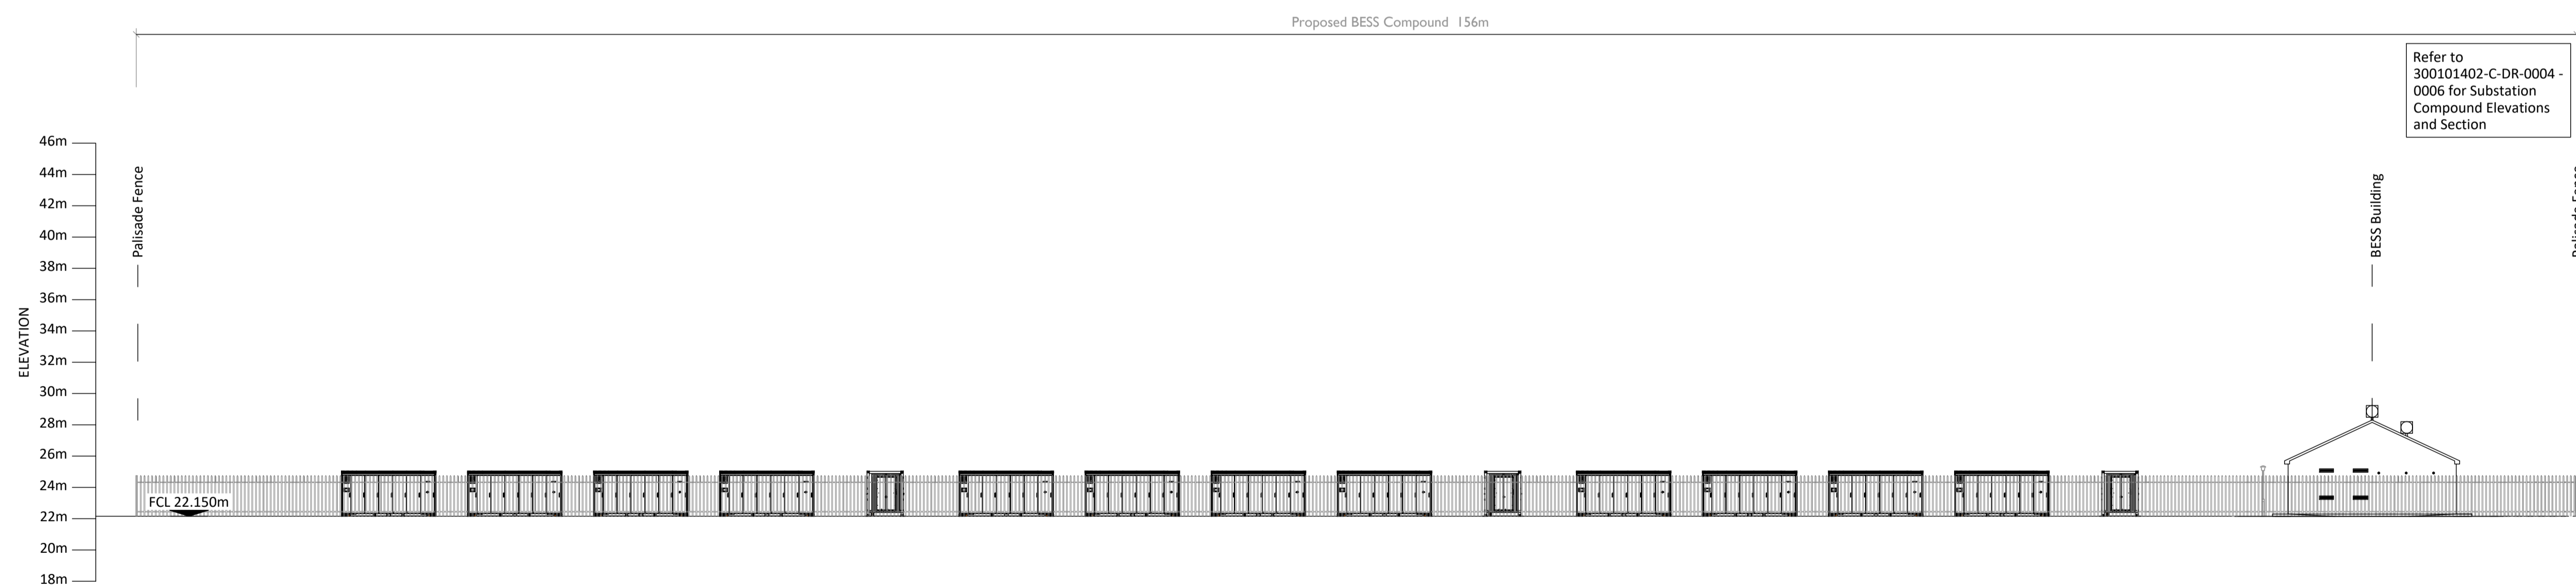 Proposed BESS Compound 156m
Refer to
300101402-C-DR-0004 -
0006 for Substation
Compound Elevations
and Section
46m
44m
42m
40m
38m
36m
34m
32m
30m
28m
26m
24m
22m
20m
18m
ELEVATION
Palisade Fence
FCL 22.150m
BESS Building